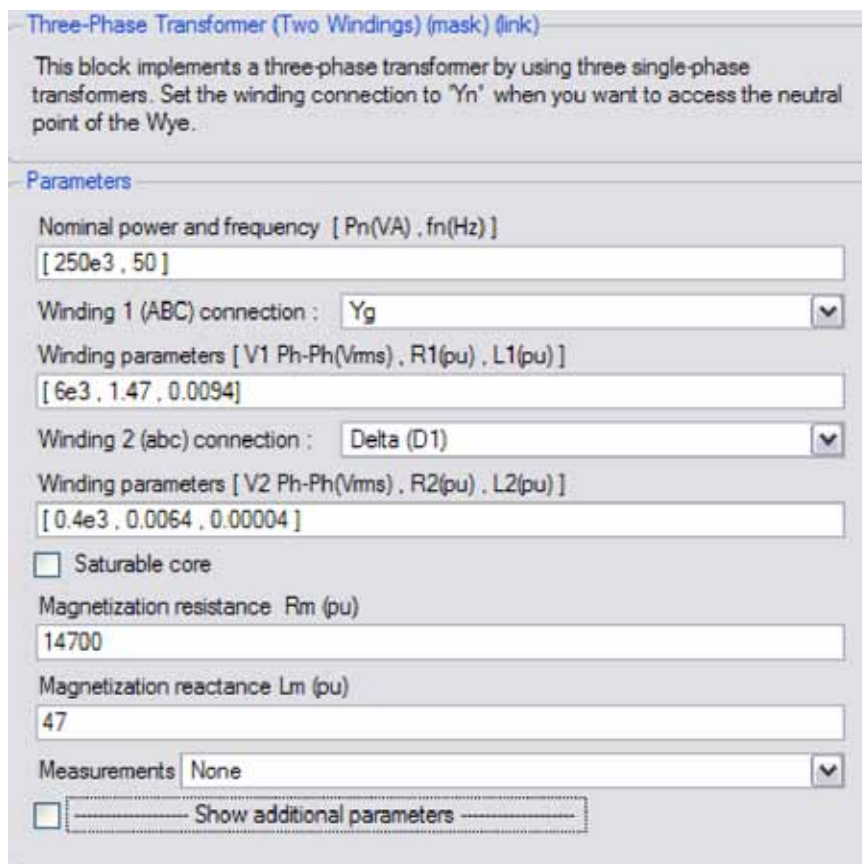 Three-Phase Transformer (Two Windings) (mask) (link)
This block implements a three-phase transformer by using three single-phase
transformers. Set the winding connection to 'Yn' when you want to access the neutral
point of the Wye.
Parameters
Nominal power and frequency [ Pn(VA) , fn(Hz) ]
[ 250e3 , 50 ]
Winding 1 (ABC) connection : Yg
Winding parameters [ V1 Ph-Ph(Vrms) , R1(pu) , L1(pu) ]
[ 6e3 , 1.47 , 0.0094]
Winding 2 (abc) connection : Delta (D1)
Winding parameters [ V2 Ph-Ph(Vrms) , R2(pu) , L2(pu) ]
[ 0.4e3 , 0.0064 , 0.00004 ]
Saturable core
Magnetization resistance Rm (pu)
14700
Magnetization reactance Lm (pu)
47
Measurements None
Show additional parameters